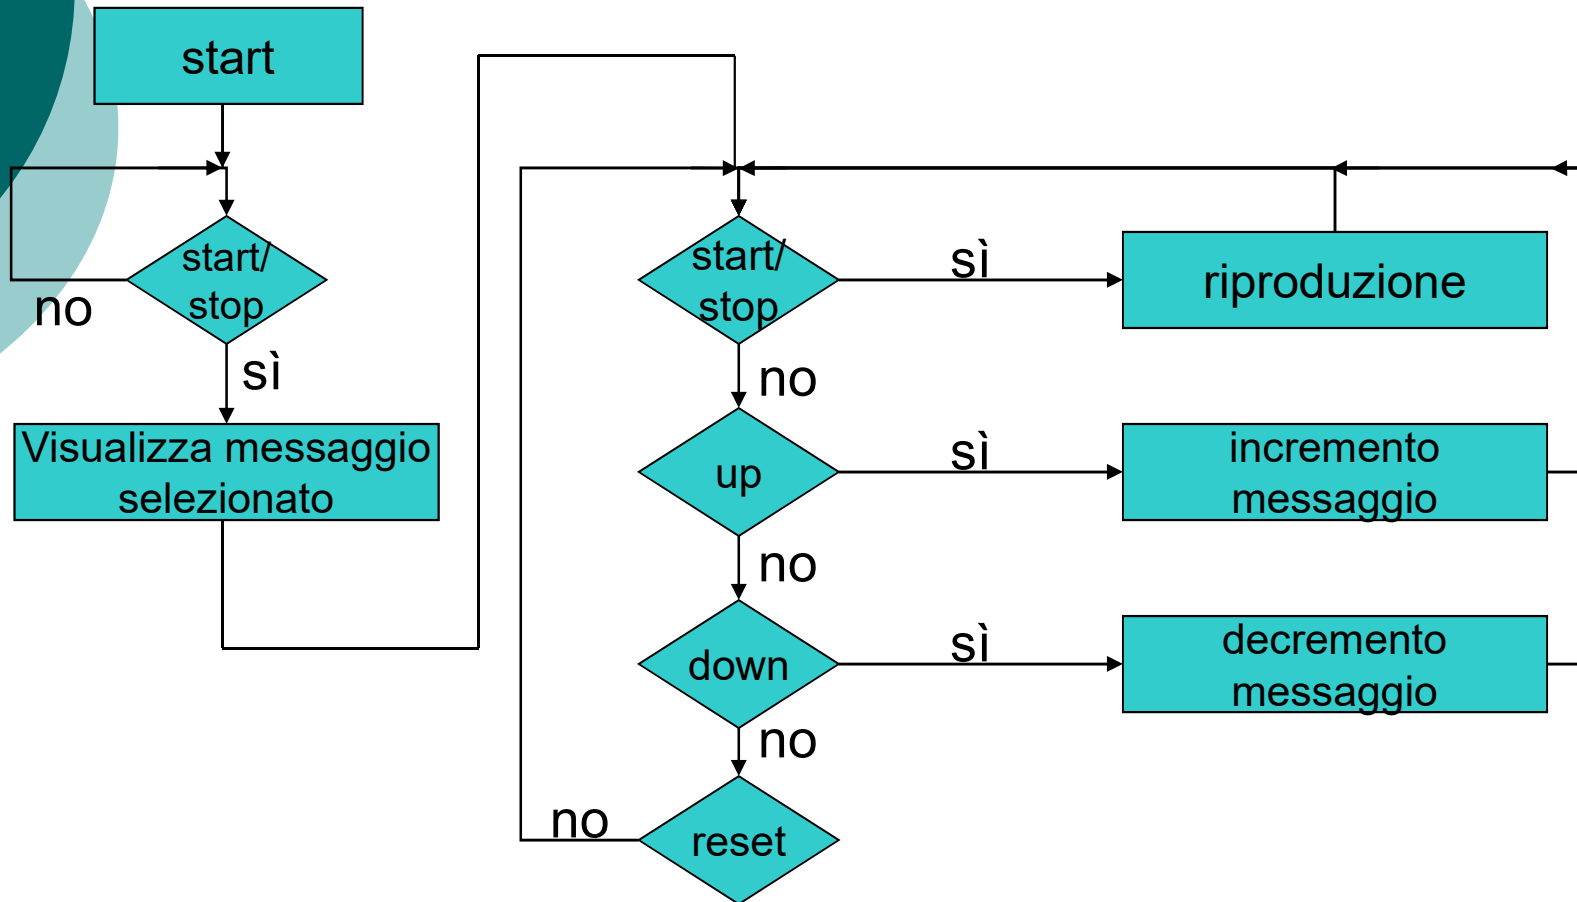 start
start/
stop
no
sì
Visualizza messaggio
selezionato
start/
stop
sì
riproduzione
no
up
sì
incremento
messaggio
no
down
sì
decremento
messaggio
no
reset
no